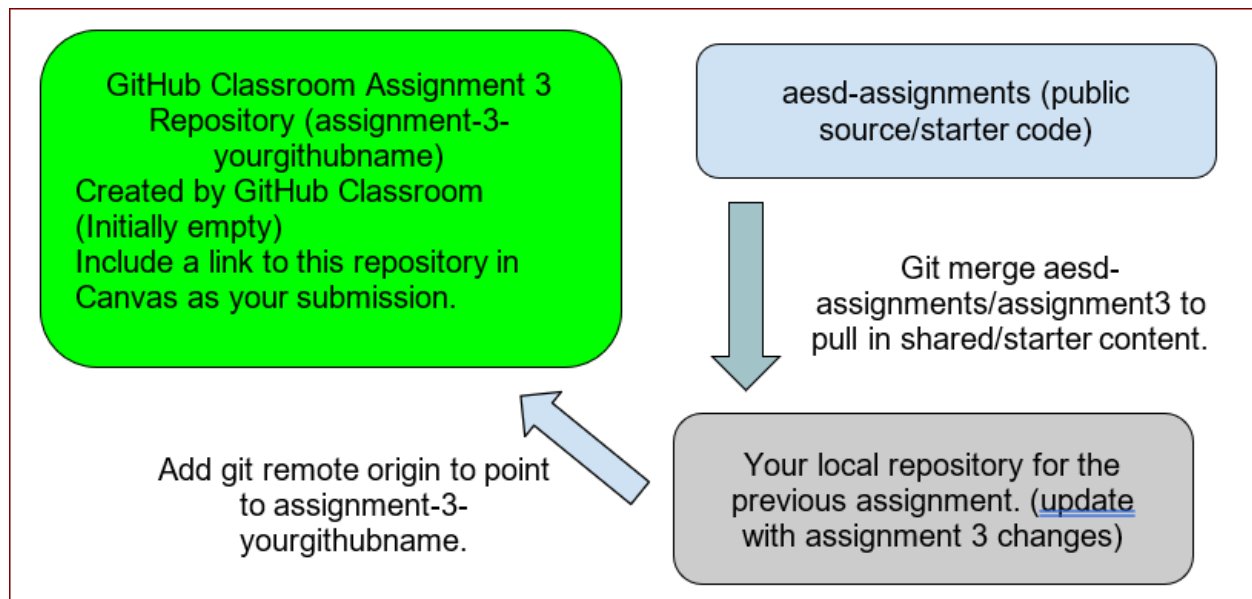 GitHub Classroom Assignment 3
Repository (assignment-3-
yourgithubname)
Created by GitHub Classroom
(Initially empty)
Include a link to this repository in
Canvas as your submission.
aesd-assignments (public
source/starter code)
Git merge aesd-
assignments/assignment3 to
pull in shared/starter content.
Add git remote origin to point
to assignment-3-
yourgithubname.
Your local repository for the
previous assignment. (update
with assignment 3 changes)